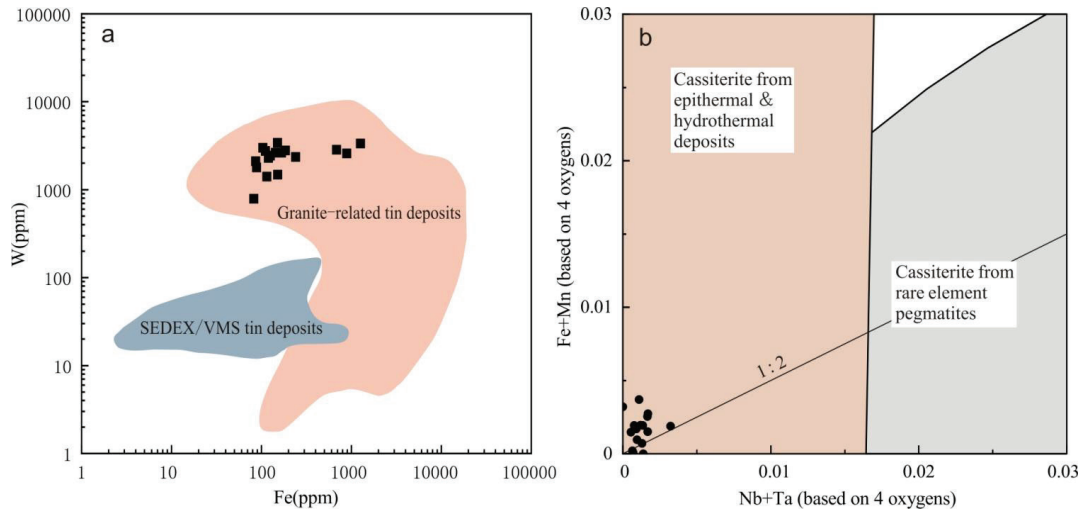 a
100000
10000
1000
100
10
1
W(ppm)
Granite-related tin deposits
SEDEX/VMS tin deposits
1
10
100
1000
10000
100000
Fe(ppm)
b
0.03
0.02
0.01
0
Fe+Mn (based on 4 oxygens)
Cassiterite from
epithermal &
hydrothermal
deposits
Cassiterite from
rare element
pegmatites
1:2
0
0.01
0.02
0.03
Nb+Ta (based on 4 oxygens)